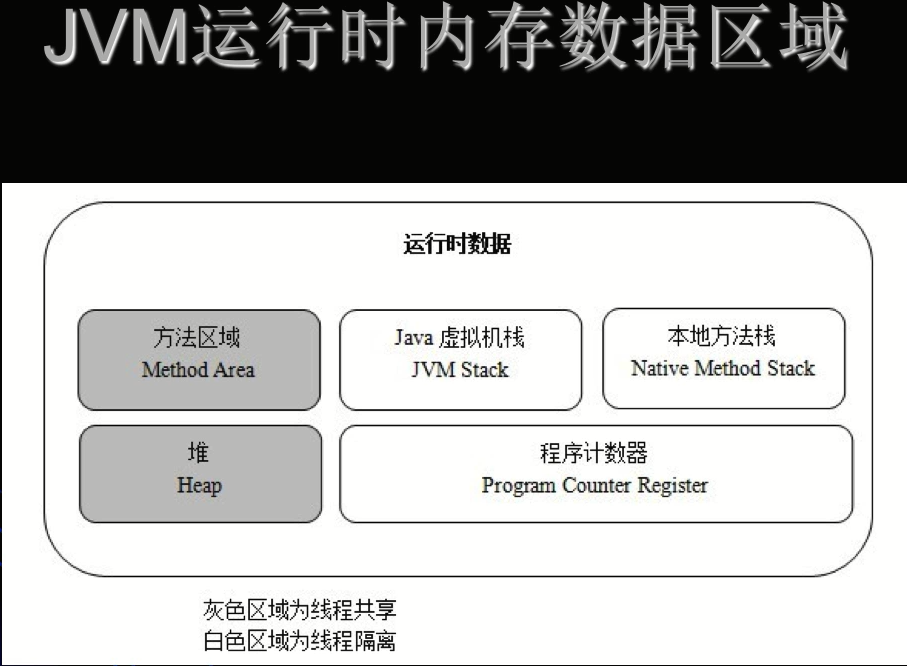 JVM运行时内存数据区域
运行时数据
方法区域
Method Area
Java 虚拟机栈
JVM Stack
本地方法栈
Native Method Stack
堆
Heap
程序计数器
Program Counter Register
灰色区域为线程共享
白色区域为线程隔离